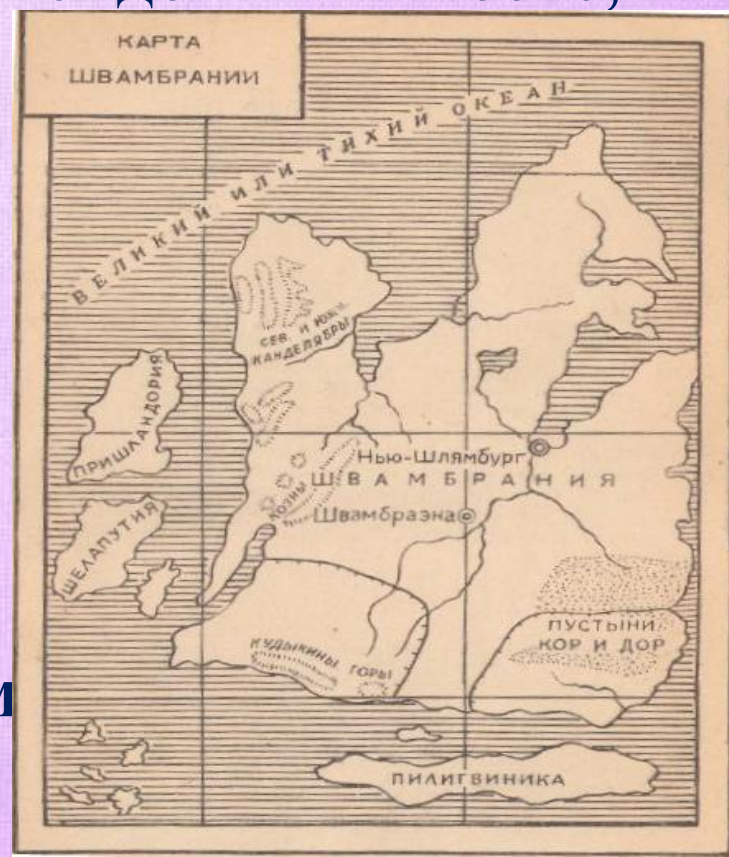 КАРТА
ШВАМБРАНИИ
ВЕЛИКИЙ ИЛИ ТИХИЙ ОКЕАН
СЕВ. И ЮЖН.
КАНДЕЛЯБРЫ
ПРИШЛАНДОРИЯ
Нью-Шлямбург
ШВАМБРАНИЯ
КОЗНЫ
Швамбраэна
ШЕЛАПУТИЯ
ПУСТЫНИ
КОР И ДОР
КУДЫКИНЫ ГОРЫ
ПИЛИГВИНИКА